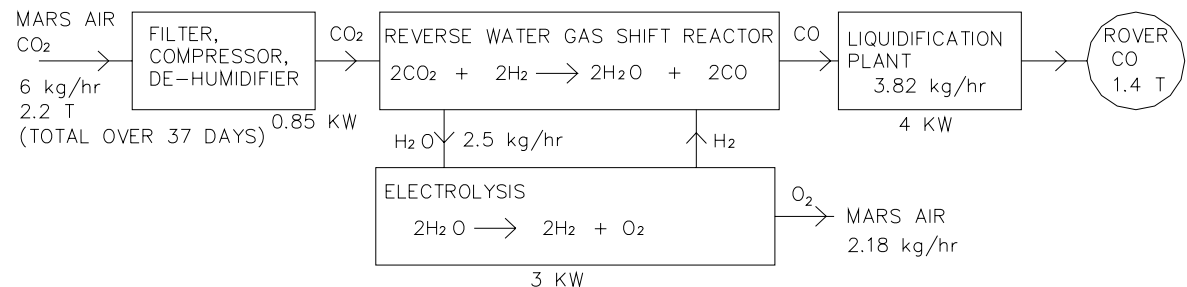 MARS AIR
CO₂
6 kg/hr
2.2 T
(TOTAL OVER 37 DAYS)
FILTER,
COMPRESSOR,
DE-HUMIDIFIER
0.85 KW
CO₂
REVERSE WATER GAS SHIFT REACTOR
2CO₂ + 2H₂ → 2H₂O + 2CO
CO
LIQUIDIFICATION
PLANT
3.82 kg/hr
4 KW
ROVER
CO
1.4 T
H₂O
2.5 kg/hr
H₂
ELECTROLYSIS
2H₂O → 2H₂ + O₂
3 KW
O₂
MARS AIR
2.18 kg/hr